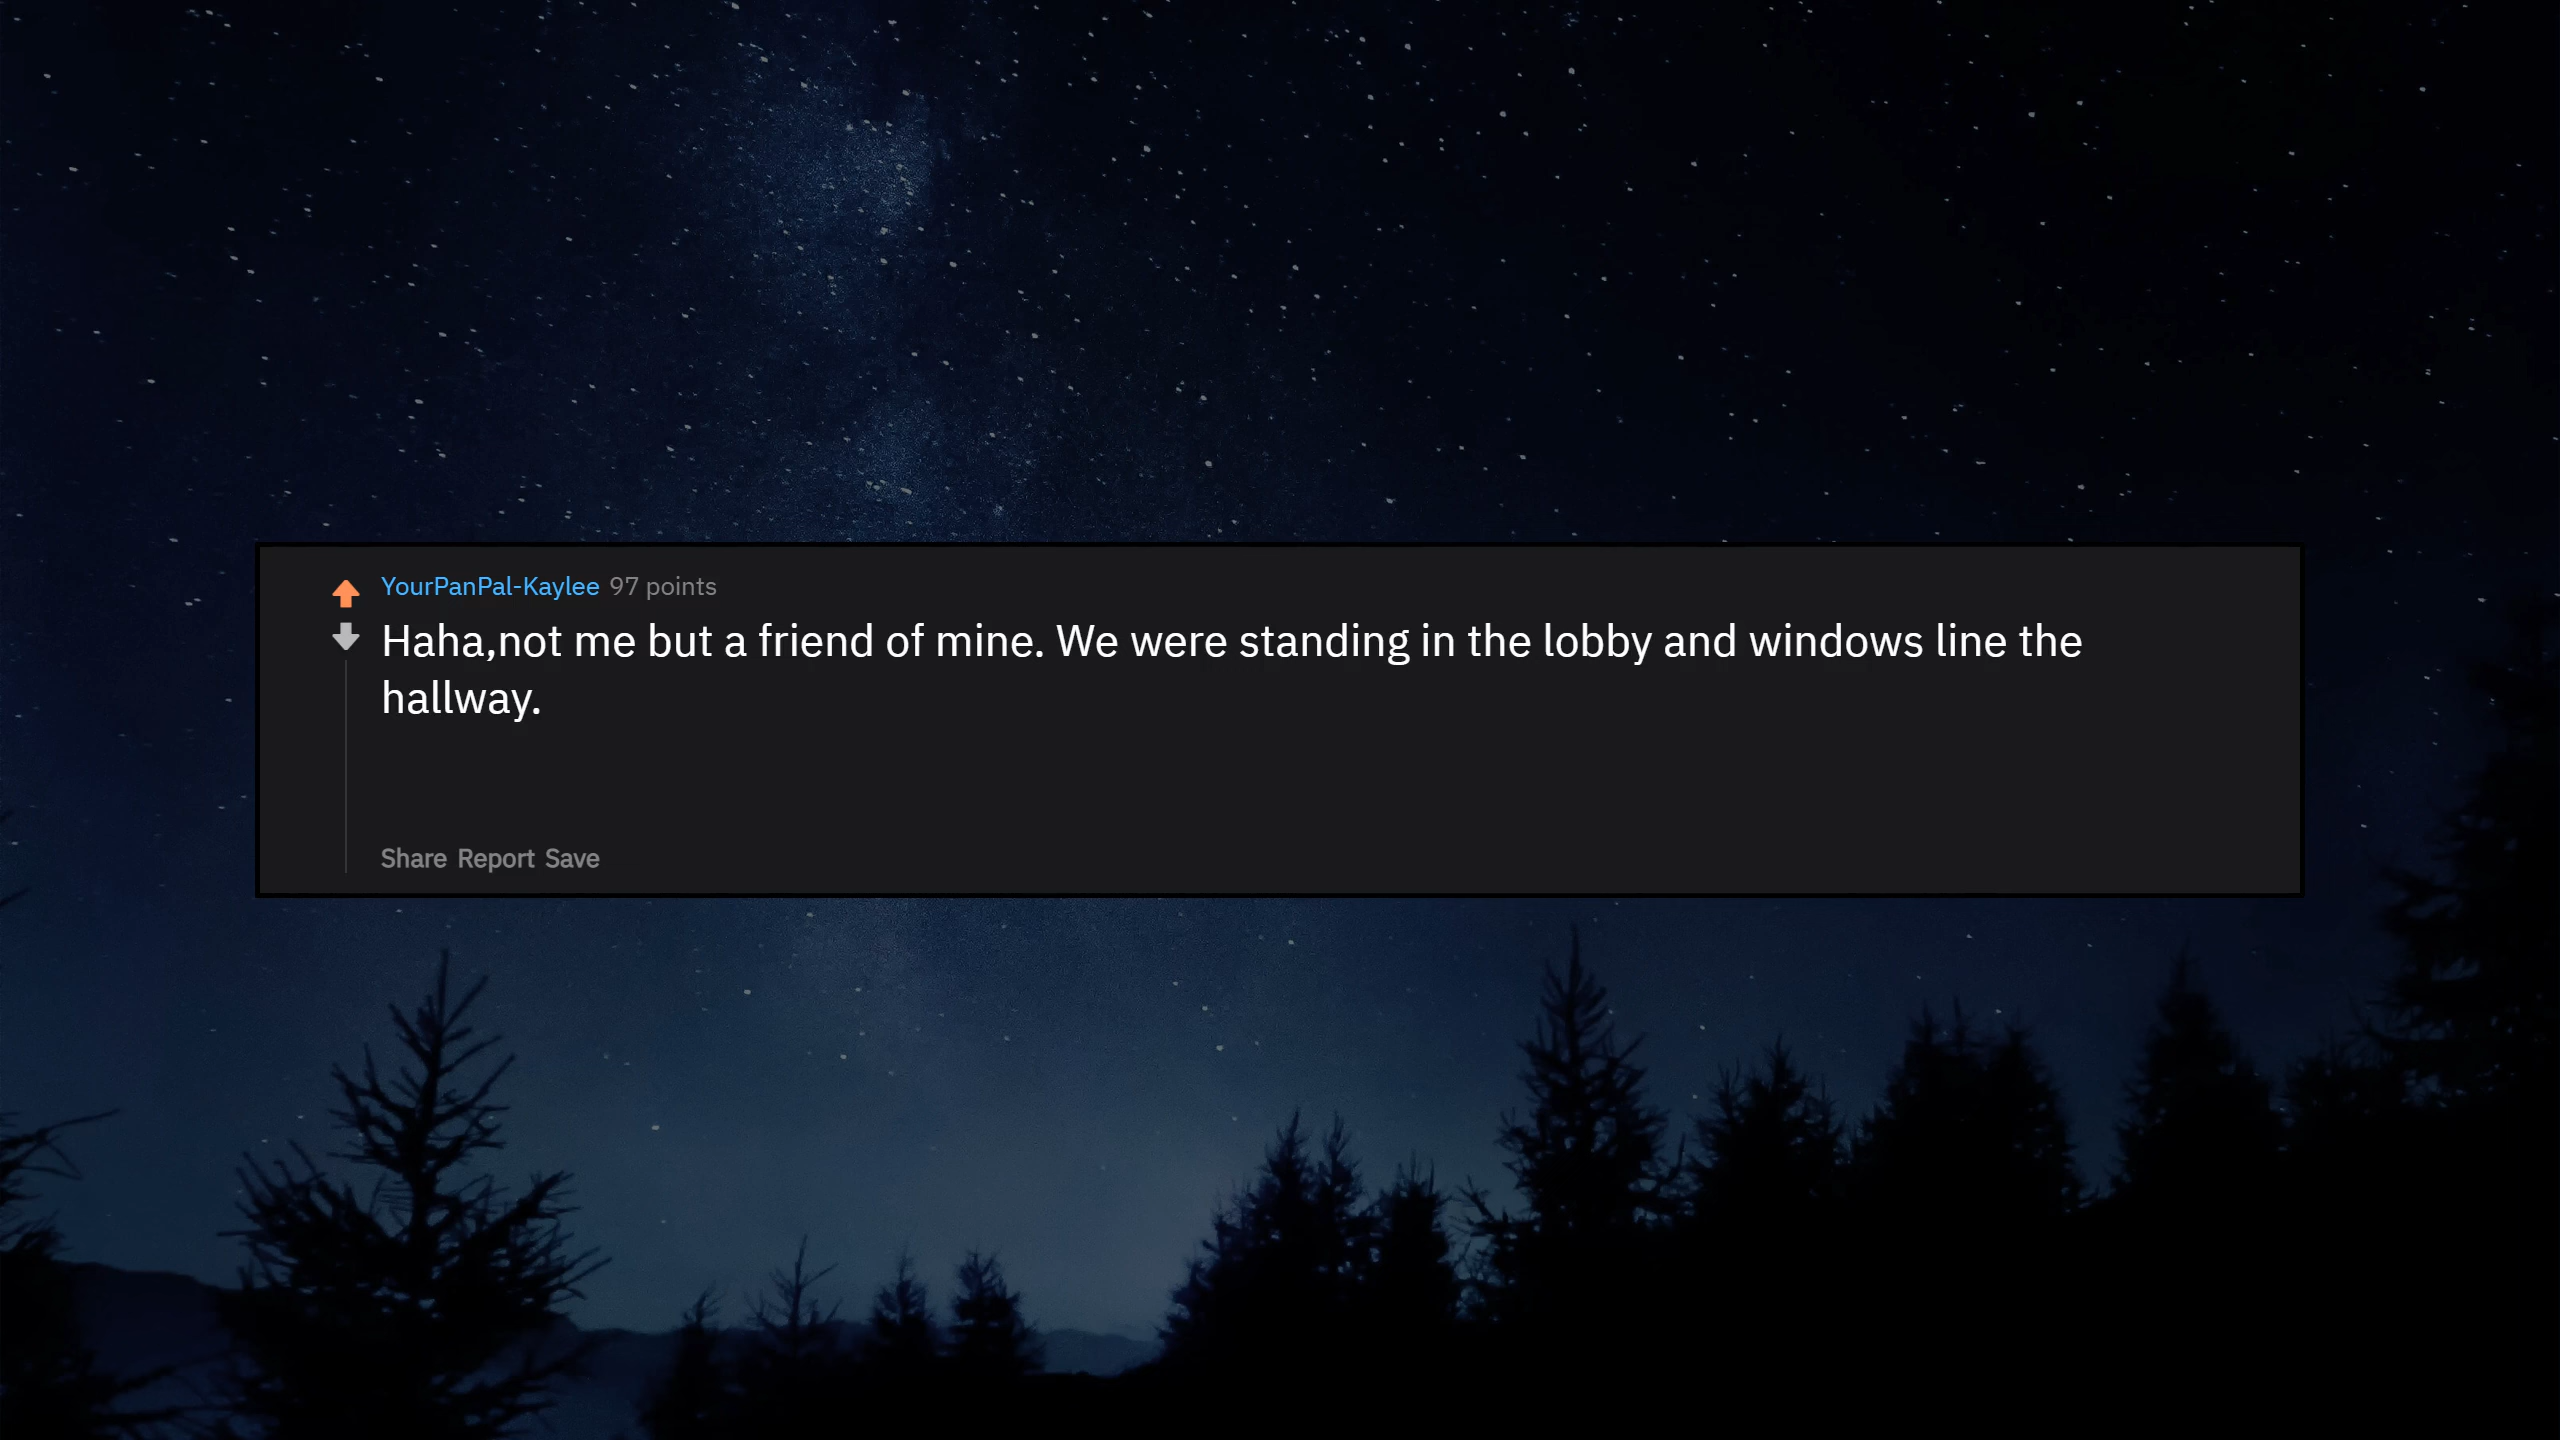 YourPanPal-Kaylee 97 points
Haha,not me but a friend of mine. We were standing in the lobby and windows line the
hallway.
Share Report Save